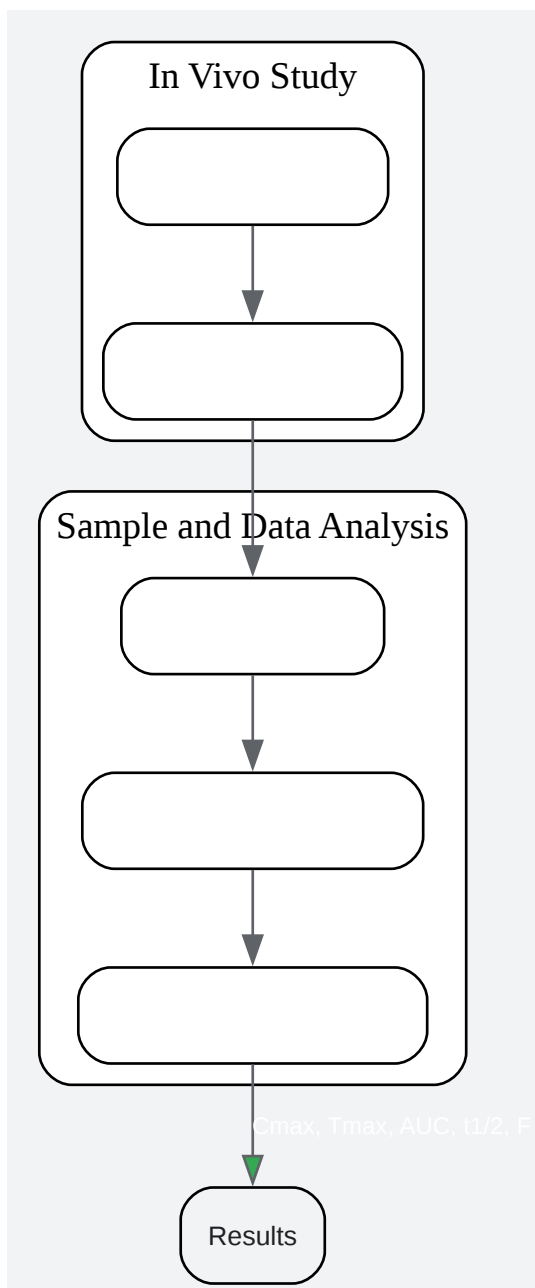 In Vivo Study
Sample and Data Analysis
Cmax, Tmax, AUC, t1/2, F
Results